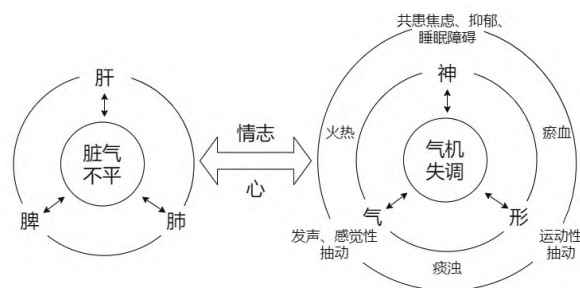 肝
脏气
不平
脾
肺
情志
心
共患焦虑、抑郁、
睡眠障碍
神
火热
瘀血
气机
失调
气
形
发声、感觉性
抽动
痰浊
运动性
抽动